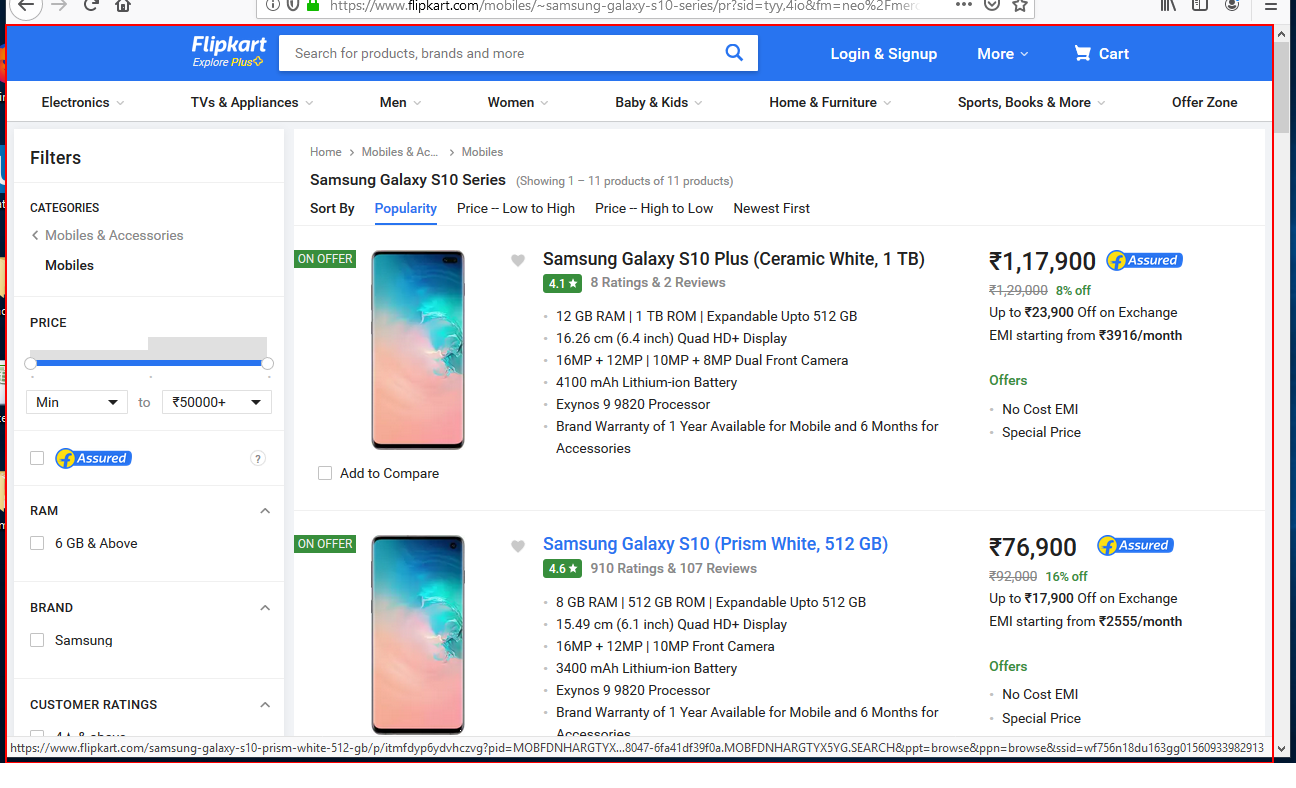 https://www.flipkart.com/mobiles/~samsung-galaxy-s10-series/pr?sid=tyy,4io&fm=neo%2Fmerc
Flipkart
Explore Plus
Search for products, brands and more
Login & Signup
More
Cart
Electronics
TVs & Appliances
Men
Women
Baby & Kids
Home & Furniture
Sports, Books & More
Offer Zone
Filters
CATEGORIES
Mobiles & Accessories
Mobiles
PRICE
Min
to
₹50000+
Assured
?
RAM
6 GB & Above
BRAND
Samsung
CUSTOMER RATINGS
4★ & above
Home > Mobiles & Ac... > Mobiles
Samsung Galaxy S10 Series (Showing 1 – 11 products of 11 products)
Sort By Popularity Price -- Low to High Price -- High to Low Newest First
ON OFFER
Add to Compare
Samsung Galaxy S10 Plus (Ceramic White, 1 TB)
4.1 ★ 8 Ratings & 2 Reviews
12 GB RAM | 1 TB ROM | Expandable Upto 512 GB
16.26 cm (6.4 inch) Quad HD+ Display
16MP + 12MP | 10MP + 8MP Dual Front Camera
4100 mAh Lithium-ion Battery
Exynos 9 9820 Processor
Brand Warranty of 1 Year Available for Mobile and 6 Months for
Accessories
₹1,17,900 Assured
₹1,29,000 8% off
Up to ₹23,900 Off on Exchange
EMI starting from ₹3916/month
Offers
No Cost EMI
Special Price
ON OFFER
Samsung Galaxy S10 (Prism White, 512 GB)
4.6 ★ 910 Ratings & 107 Reviews
8 GB RAM | 512 GB ROM | Expandable Upto 512 GB
15.49 cm (6.1 inch) Quad HD+ Display
16MP + 12MP | 10MP Front Camera
3400 mAh Lithium-ion Battery
Exynos 9 9820 Processor
Brand Warranty of 1 Year Available for Mobile and 6 Months for
Accessories
₹76,900 Assured
₹92,000 16% off
Up to ₹17,900 Off on Exchange
EMI starting from ₹2555/month
Offers
No Cost EMI
Special Price
https://www.flipkart.com/samsung-galaxy-s10-prism-white-512-gb/p/itmfdyp6ydvhczvg?pid=MOBFDNHARGTYX...8047-6fa41df39f0a.MOBFDNHARGTYX5YG.SEARCH&ppt=browse&ppn=browse&ssid=wf756n18du163gg01560933982913